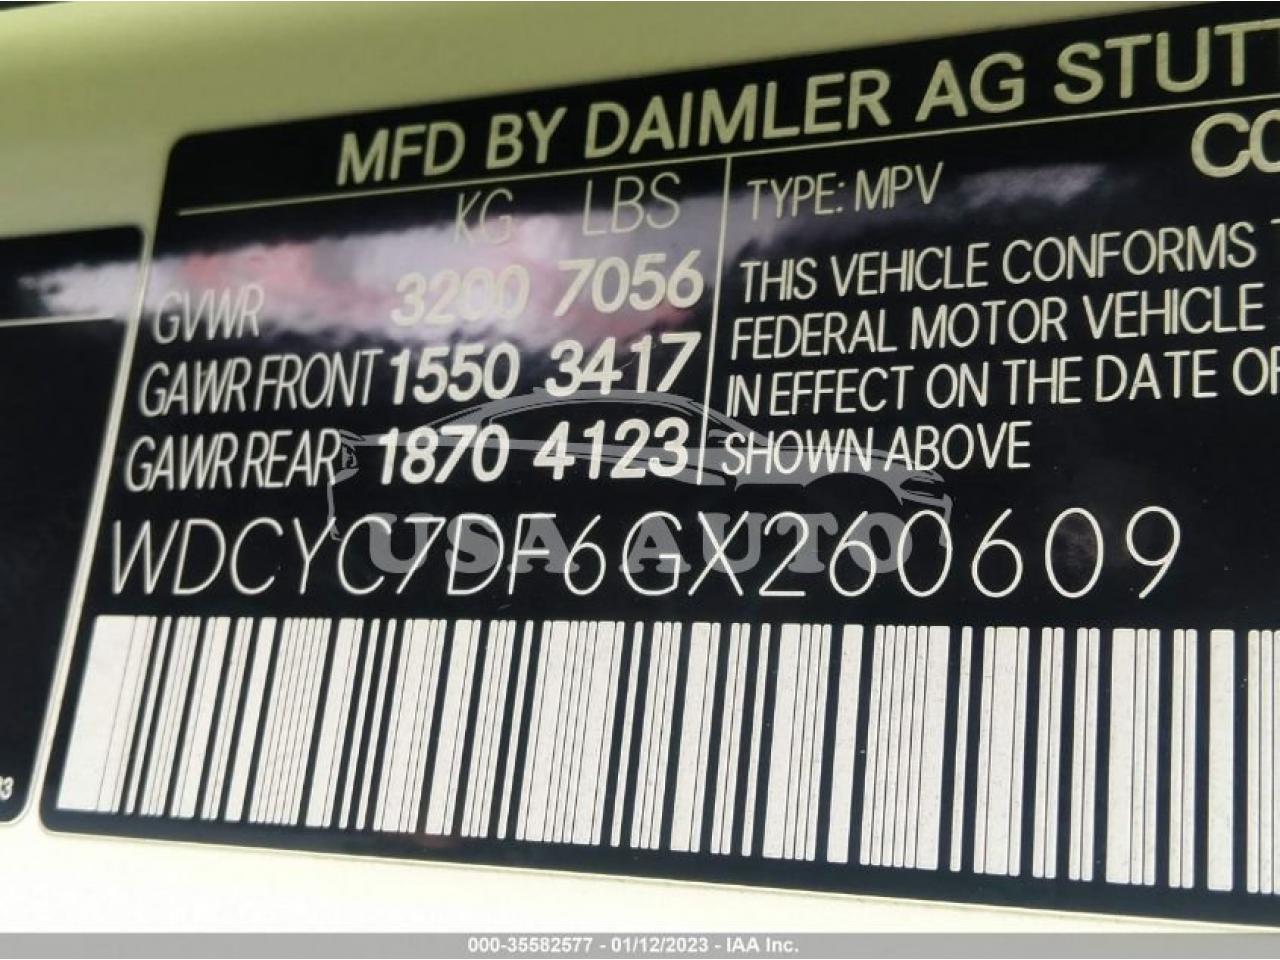 MFD BY DAIMLER AG STUTT
CO
KG LBS
GVWR 3200 7056
GAWR FRONT 1550 3417
GAWR REAR 1870 4123
TYPE: MPV
THIS VEHICLE CONFORMS T
FEDERAL MOTOR VEHICLE
IN EFFECT ON THE DATE OF
SHOWN ABOVE
WDCYC7DF6GX260609
USA AUTO
000-35582577 - 01/12/2023 - IAA Inc.